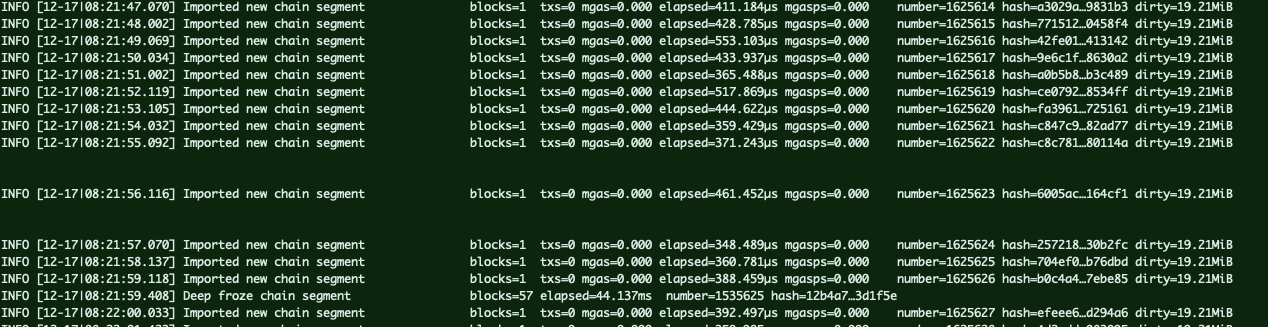 INFO [12-17|08:21:47.070] Imported new chain segment blocks=1 txs=0 mgas=0.000 elapsed=411.184µs mgasps=0.000 number=1625614 hash=a3029a…9831b3 dirty=19.21MiB
INFO [12-17|08:21:48.002] Imported new chain segment blocks=1 txs=0 mgas=0.000 elapsed=428.785µs mgasps=0.000 number=1625615 hash=771512…0458f4 dirty=19.21MiB
INFO [12-17|08:21:49.069] Imported new chain segment blocks=1 txs=0 mgas=0.000 elapsed=553.103µs mgasps=0.000 number=1625616 hash=42fe01…413142 dirty=19.21MiB
INFO [12-17|08:21:50.034] Imported new chain segment blocks=1 txs=0 mgas=0.000 elapsed=433.937µs mgasps=0.000 number=1625617 hash=9e6c1f…8630a2 dirty=19.21MiB
INFO [12-17|08:21:51.002] Imported new chain segment blocks=1 txs=0 mgas=0.000 elapsed=365.488µs mgasps=0.000 number=1625618 hash=a0b5b8…b3c489 dirty=19.21MiB
INFO [12-17|08:21:52.119] Imported new chain segment blocks=1 txs=0 mgas=0.000 elapsed=517.869µs mgasps=0.000 number=1625619 hash=ce0792…8534ff dirty=19.21MiB
INFO [12-17|08:21:53.105] Imported new chain segment blocks=1 txs=0 mgas=0.000 elapsed=444.622µs mgasps=0.000 number=1625620 hash=fa3961…725161 dirty=19.21MiB
INFO [12-17|08:21:54.032] Imported new chain segment blocks=1 txs=0 mgas=0.000 elapsed=359.429µs mgasps=0.000 number=1625621 hash=c847c9…82ad77 dirty=19.21MiB
INFO [12-17|08:21:55.092] Imported new chain segment blocks=1 txs=0 mgas=0.000 elapsed=371.243µs mgasps=0.000 number=1625622 hash=c8c781…80114a dirty=19.21MiB
INFO [12-17|08:21:56.116] Imported new chain segment blocks=1 txs=0 mgas=0.000 elapsed=461.452µs mgasps=0.000 number=1625623 hash=6005ac…164cf1 dirty=19.21MiB
INFO [12-17|08:21:57.070] Imported new chain segment blocks=1 txs=0 mgas=0.000 elapsed=348.489µs mgasps=0.000 number=1625624 hash=257218…30b2fc dirty=19.21MiB
INFO [12-17|08:21:58.137] Imported new chain segment blocks=1 txs=0 mgas=0.000 elapsed=360.781µs mgasps=0.000 number=1625625 hash=704ef0…b76dbd dirty=19.21MiB
INFO [12-17|08:21:59.118] Imported new chain segment blocks=1 txs=0 mgas=0.000 elapsed=388.459µs mgasps=0.000 number=1625626 hash=b0c4a4…7ebe85 dirty=19.21MiB
INFO [12-17|08:21:59.408] Deep froze chain segment blocks=57 elapsed=44.137ms number=1535625 hash=12b4a7…3d1f5e
INFO [12-17|08:22:00.033] Imported new chain segment blocks=1 txs=0 mgas=0.000 elapsed=392.497µs mgasps=0.000 number=1625627 hash=efeee6…d294a6 dirty=19.21MiB